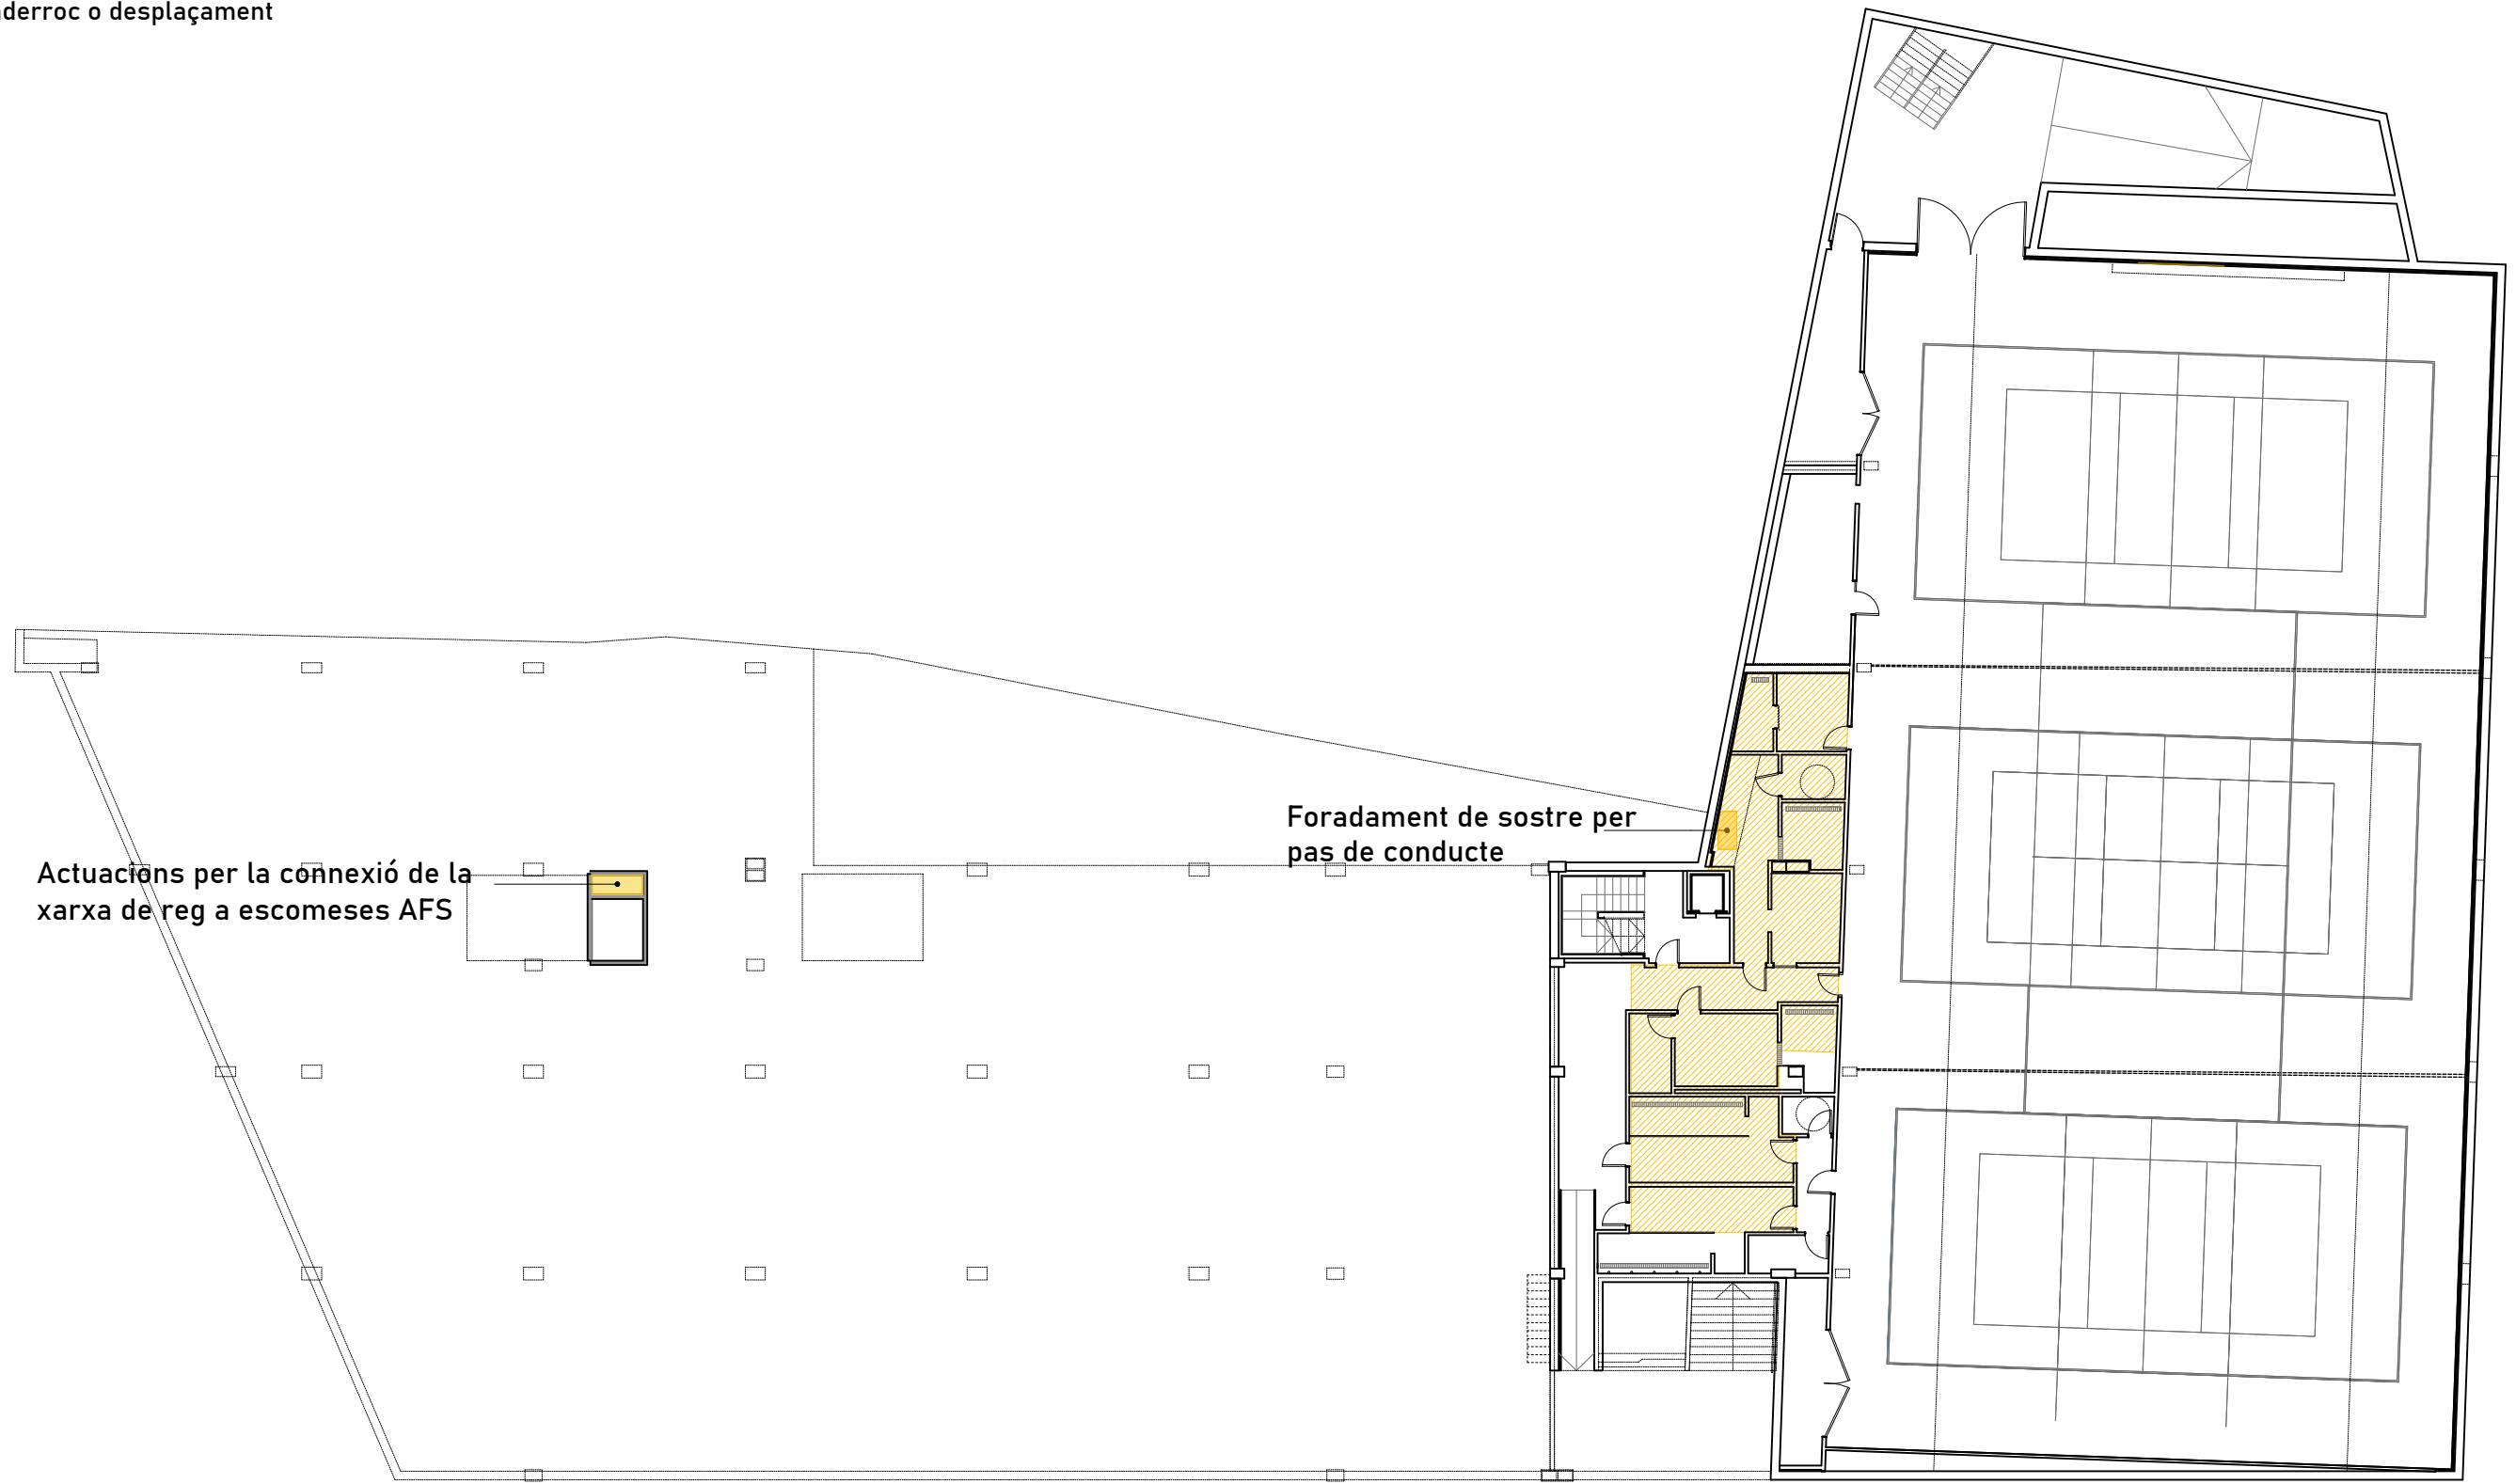 o desplaçament
Foradament de sostre per
pas de conducte
Actuacions per la connexió de la
xarxa de reg a escomeses AFS